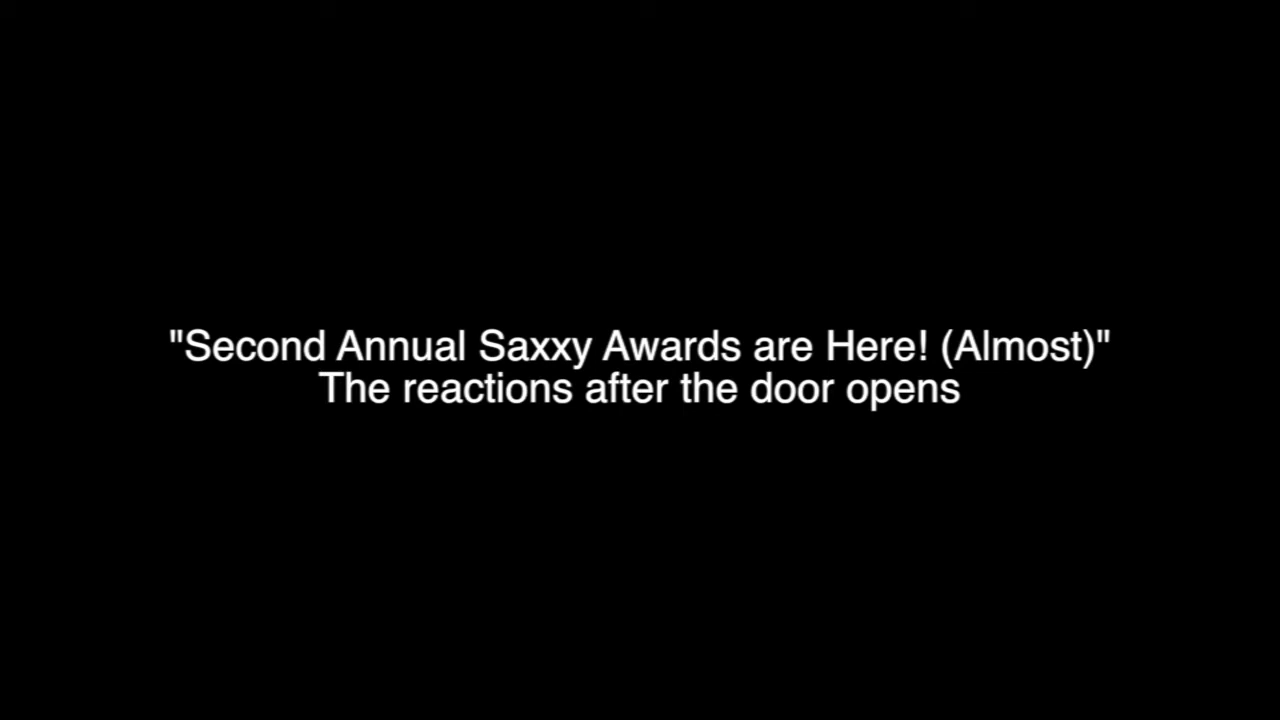 "Second Annual Saxxy Awards are Here! (Almost)"
The reactions after the door opens